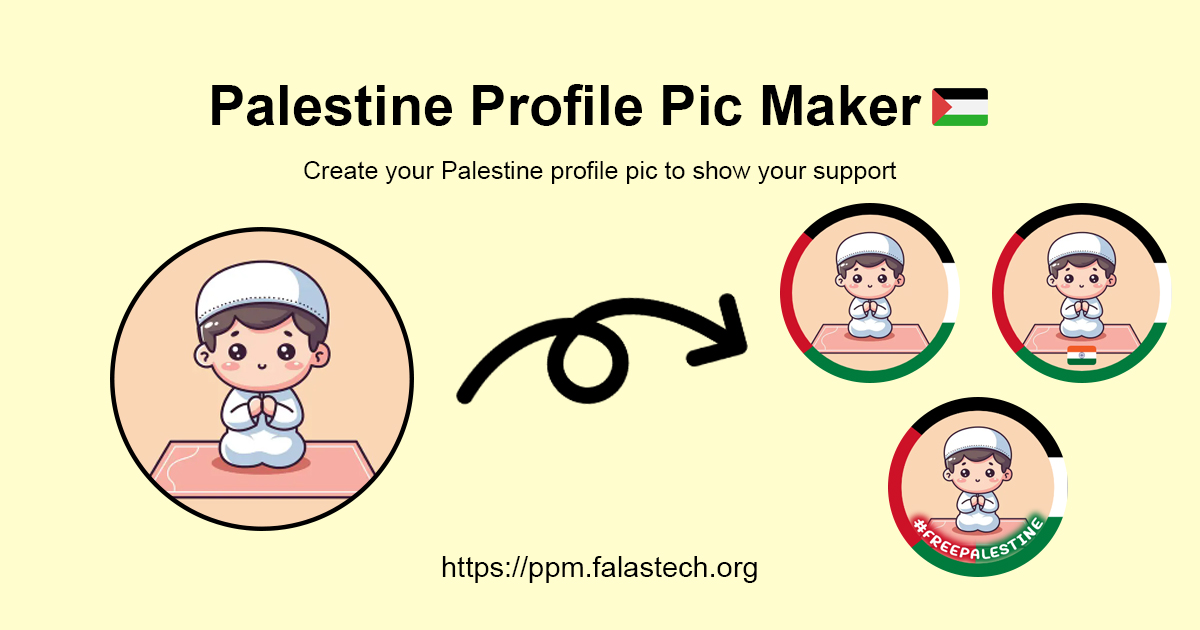 Palestine Profile Pic Maker
Create your Palestine profile pic to show your support
#FREEPALESTINE
https://ppm.falastech.org